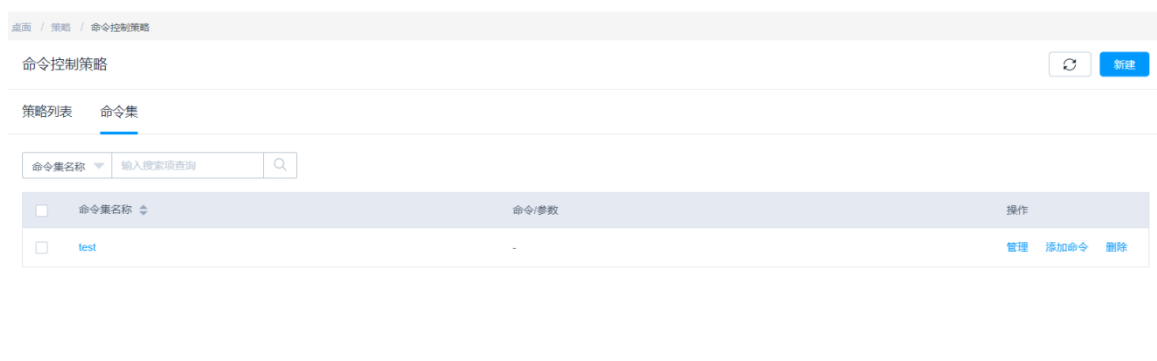 桌面 / 策略 / 命令控制策略
命令控制策略 新建
策略列表 命令集
命令集名称 输入搜索项查询
命令集名称 命令/参数 操作
test - 管理 添加命令 删除